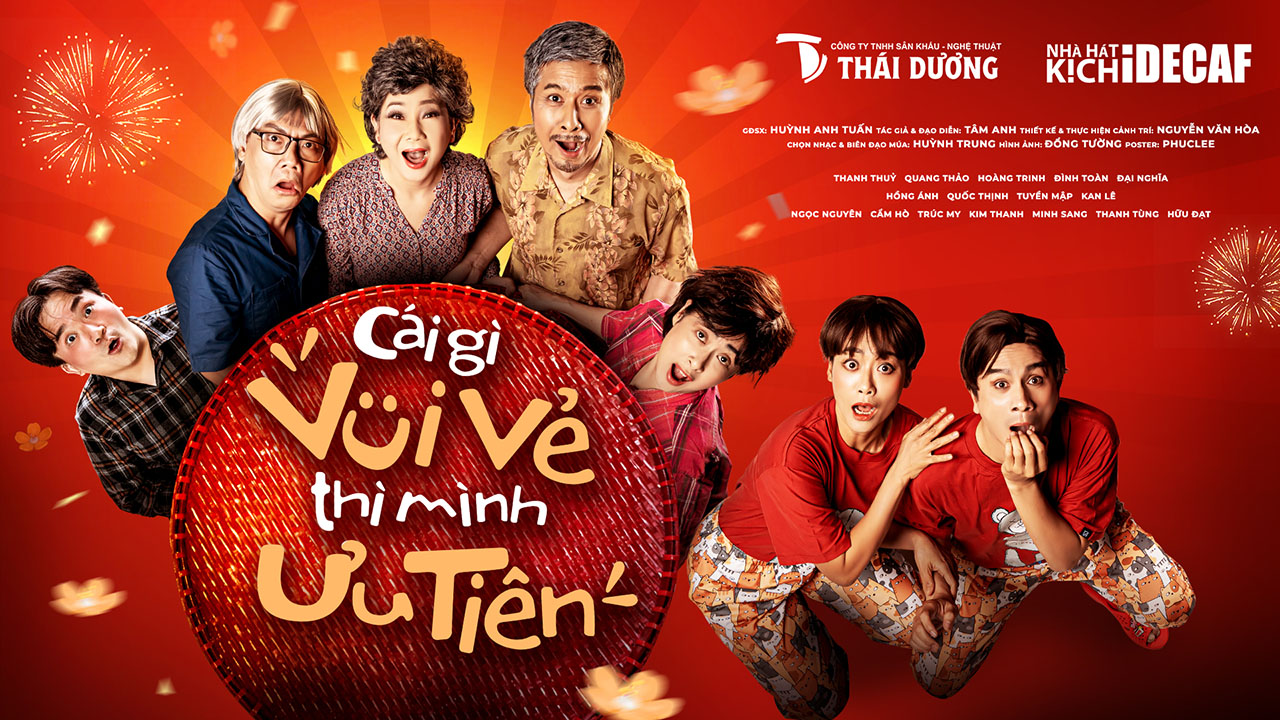 CÔNG TY TNHH SÂN KHẤU - NGHỆ THUẬT
THÁI DƯƠNG
NHÀ HÁT
KỊCH iDECAF
GĐSX: HUỲNH ANH TUẤN TÁC GIẢ & ĐẠO DIỄN: TÂM ANH THIẾT KẾ & THỰC HIỆN CẢNH TRÍ: NGUYỄN VĂN HÒA
CHỌN NHẠC & BIÊN ĐẠO MÚA: HUỲNH TRUNG HÌNH ẢNH: ĐỒNG TƯỜNG POSTER: PHUCLEE
THANH THUỶ QUANG THẢO HOÀNG TRINH ĐÌNH TOÀN ĐẠI NGHĨA
HỒNG ÁNH QUỐC THỊNH TUYỀN MẬP KAN LÊ
NGỌC NGUYÊN CẨM HÒ TRÚC MY KIM THANH MINH SANG THANH TÙNG HỮU ĐẠT
Cái gì
Vui Vẻ
thì mình
Ưu Tiên